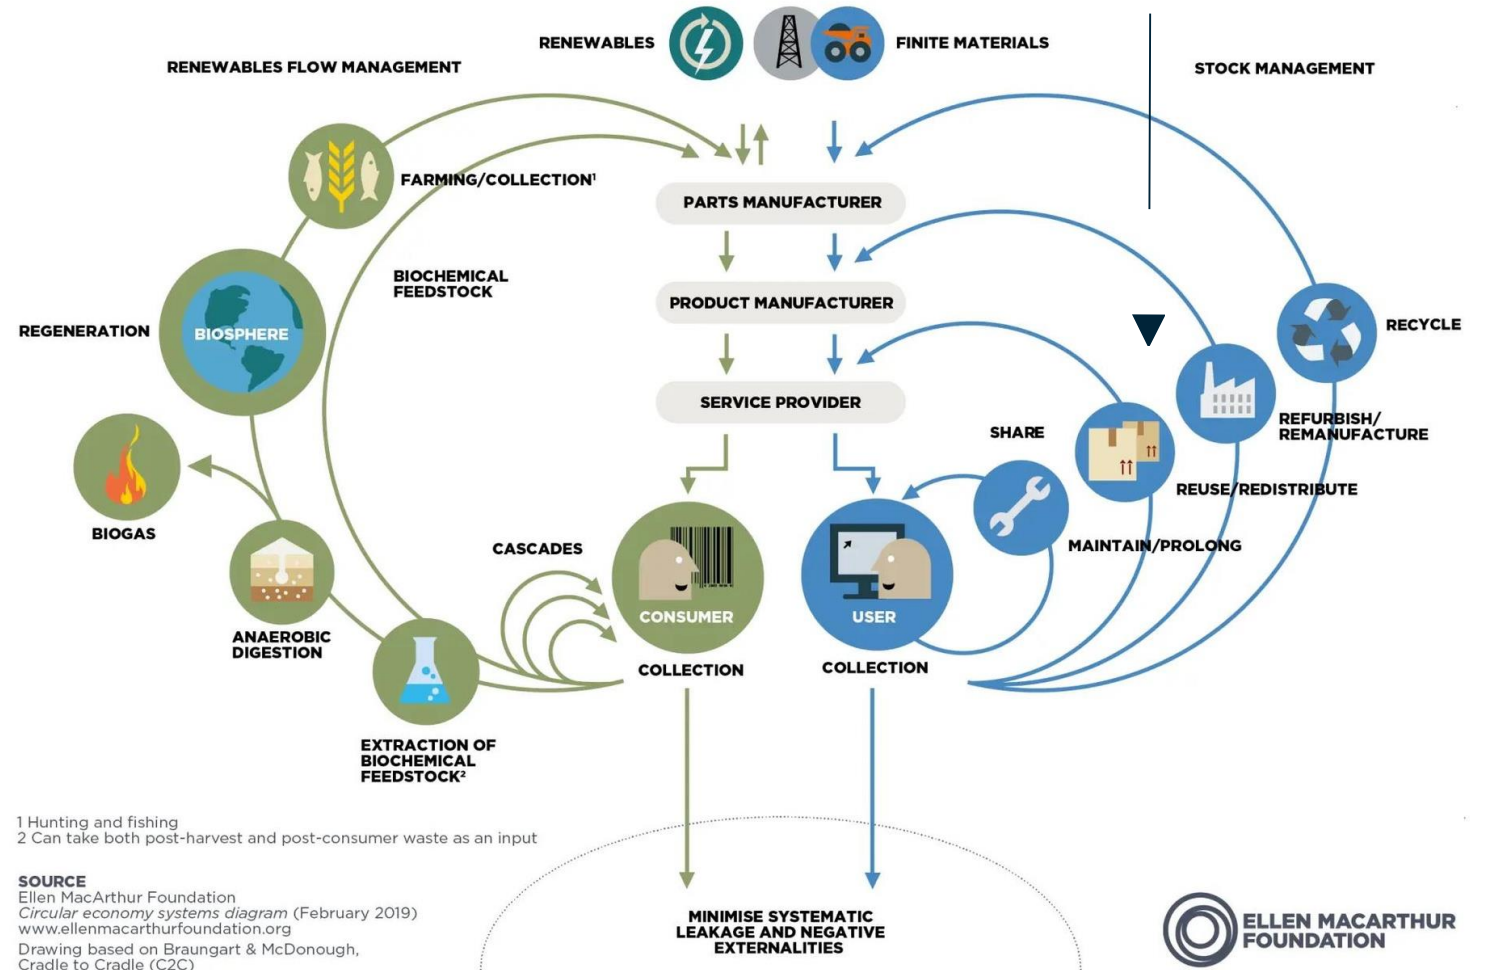 RENEWABLES
FINITE MATERIALS
RENEWABLES FLOW MANAGEMENT
STOCK MANAGEMENT
FARMING/COLLECTION¹
PARTS MANUFACTURER
BIOCHEMICAL
FEEDSTOCK
PRODUCT MANUFACTURER
REGENERATION
BIOSPHERE
RECYCLE
SERVICE PROVIDER
REFURBISH/
REMANUFACTURE
SHARE
REUSE/REDISTRIBUTE
BIOGAS
MAINTAIN/PROLONG
CASCADES
CONSUMER
USER
ANAEROBIC
DIGESTION
COLLECTION
COLLECTION
EXTRACTION OF
BIOCHEMICAL
FEEDSTOCK²
1 Hunting and fishing
2 Can take both post-harvest and post-consumer waste as an input
SOURCE
Ellen MacArthur Foundation
Circular economy systems diagram (February 2019)
www.ellenmacarthurfoundation.org
Drawing based on Braungart & McDonough,
Cradle to Cradle (C2C)
MINIMISE SYSTEMATIC
LEAKAGE AND NEGATIVE
EXTERNALITIES
ELLEN MACARTHUR
FOUNDATION